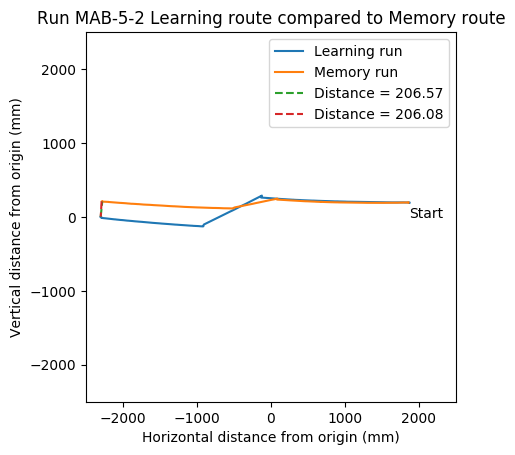 Run MAB-5-2 Learning route compared to Memory route
Learning run
Memory run
Distance = 206.57
Distance = 206.08
2000
1000
0
−1000
−2000
Vertical distance from origin (mm)
Start
−2000 −1000 0 1000 2000
Horizontal distance from origin (mm)